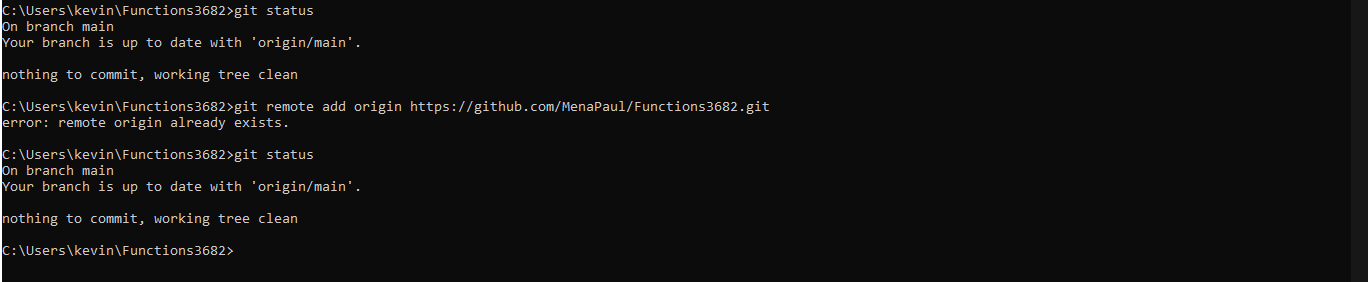 C:\Users\kevin\Functions3682>git status
On branch main
Your branch is up to date with 'origin/main'.
nothing to commit, working tree clean
C:\Users\kevin\Functions3682>git remote add origin https://github.com/MenaPaul/Functions3682.git
error: remote origin already exists.
C:\Users\kevin\Functions3682>git status
On branch main
Your branch is up to date with 'origin/main'.
nothing to commit, working tree clean
C:\Users\kevin\Functions3682>